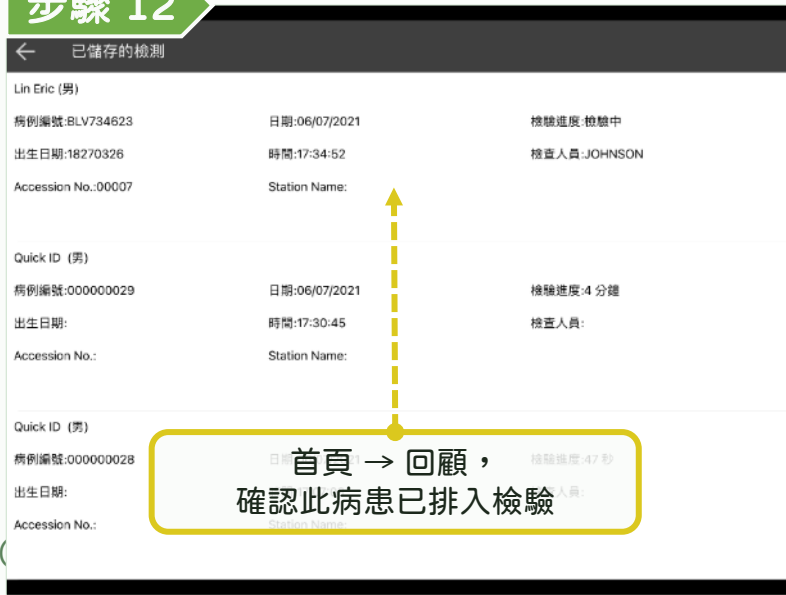 步驟 12
← 已儲存的檢測
Lin Eric (男)
病例編號:BLV734623 日期:06/07/2021 檢驗進度:檢驗中
出生日期:18270326 時間:17:34:52 檢查人員:JOHNSON
Accession No.:00007 Station Name:
Quick ID (男)
病例編號:000000029 日期:06/07/2021 檢驗進度:4 分鐘
出生日期: 時間:17:30:45 檢查人員:
Accession No.: Station Name:
Quick ID (男)
病例編號:000000028 檢驗進度:47 秒
出生日期: 檢查人員:
Accession No.: Station Name:
首頁 → 回顧，
確認此病患已排入檢驗